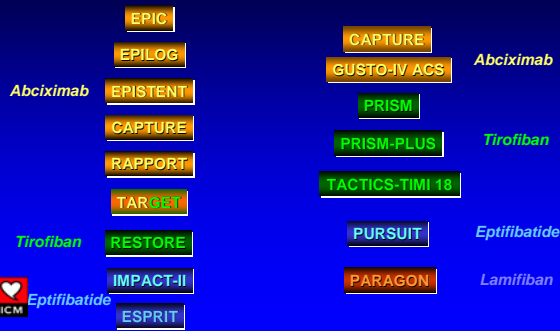 EPIC
EPILOG
Abciximab
EPISTENT
CAPTURE
RAPPORT
TARGET
Tirofiban
RESTORE
IMPACT-II
Eptifibatide
ESPRIT
ICM
CAPTURE
GUSTO-IV ACS
Abciximab
PRISM
PRISM-PLUS
Tirofiban
TACTICS-TIMI 18
PURSUIT
Eptifibatide
PARAGON
Lamifiban